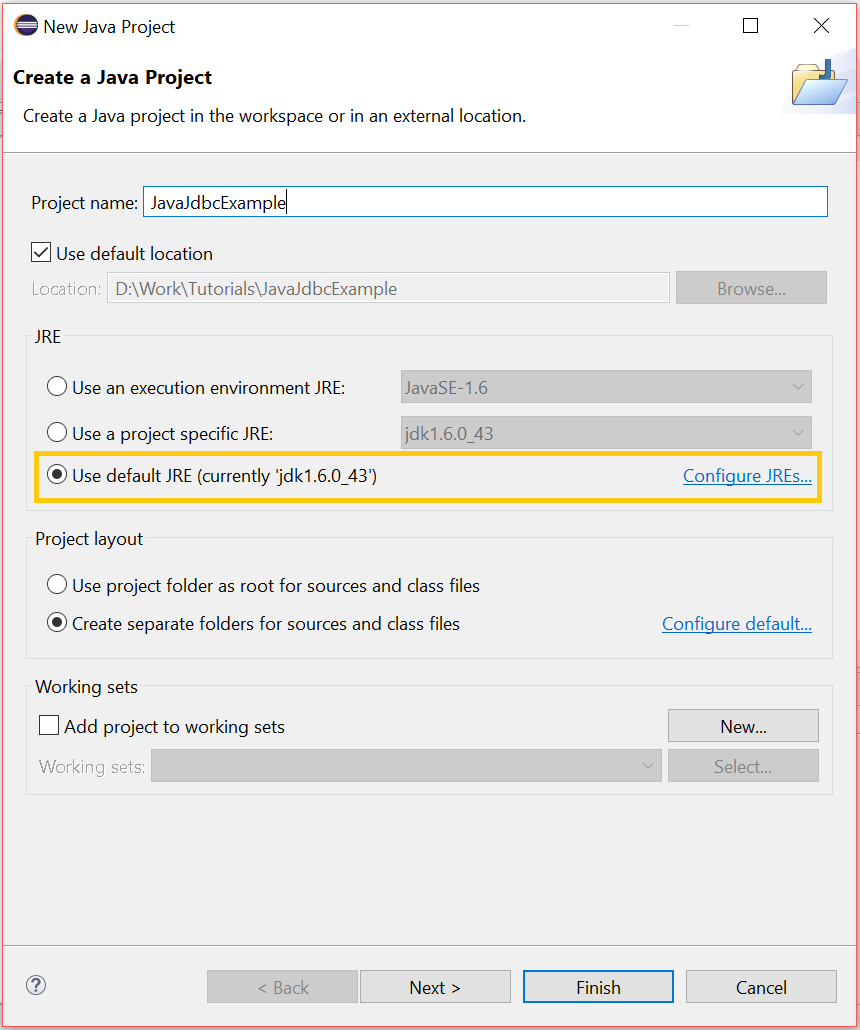 New Java Project
Create a Java Project
Create a Java project in the workspace or in an external location.
Project name: JavaJdbcExample
Use default location
Location: D:\Work\Tutorials\JavaJdbcExample Browse...
JRE
Use an execution environment JRE: JavaSE-1.6
Use a project specific JRE: jdk1.6.0_43
Use default JRE (currently 'jdk1.6.0_43') Configure JREs...
Project layout
Use project folder as root for sources and class files
Create separate folders for sources and class files Configure default...
Working sets
Add project to working sets New...
Working sets: Select...
? < Back Next > Finish Cancel